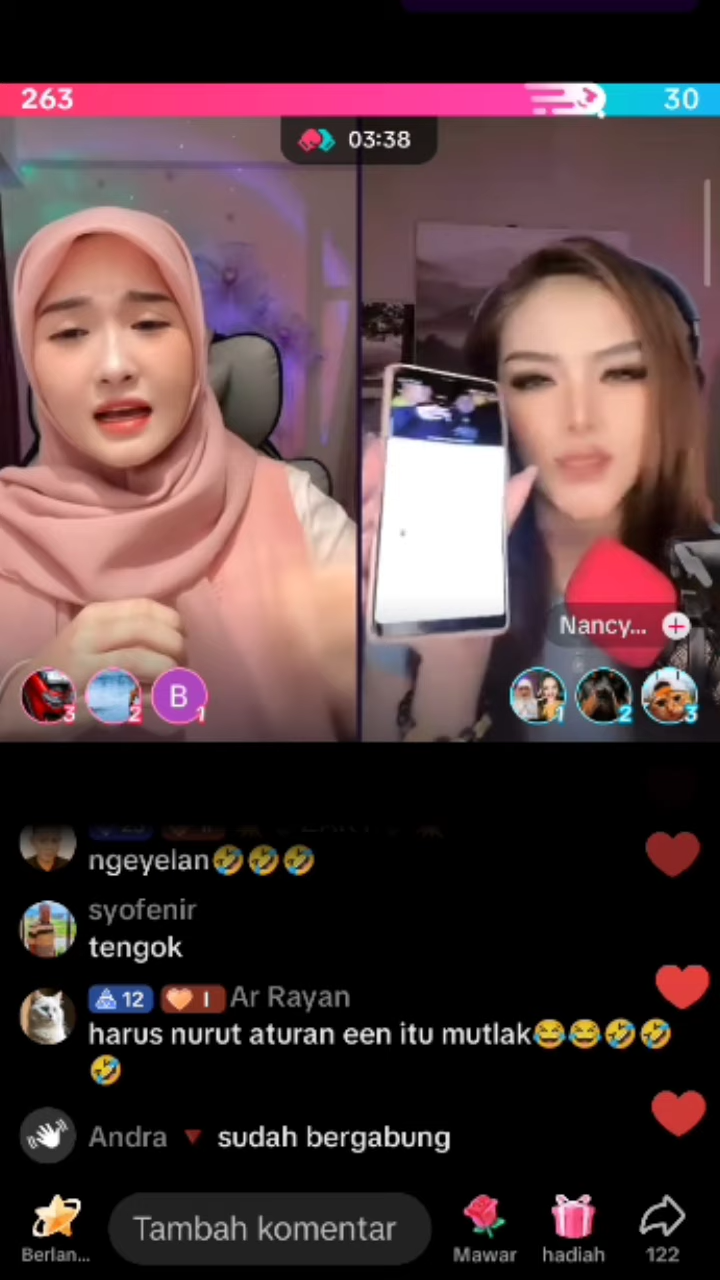 263
30
03:38
Nancy...
3
2
B
1
1
2
3
ngeyelan🤣🤣🤣
syofenir
tengok
12
I
Ar Rayan
harus nurut aturan een itu mutlak😂😂🤣🤣
🤣
Andra 🔻 sudah bergabung
Berlan...
Tambah komentar
Mawar
hadiah
122